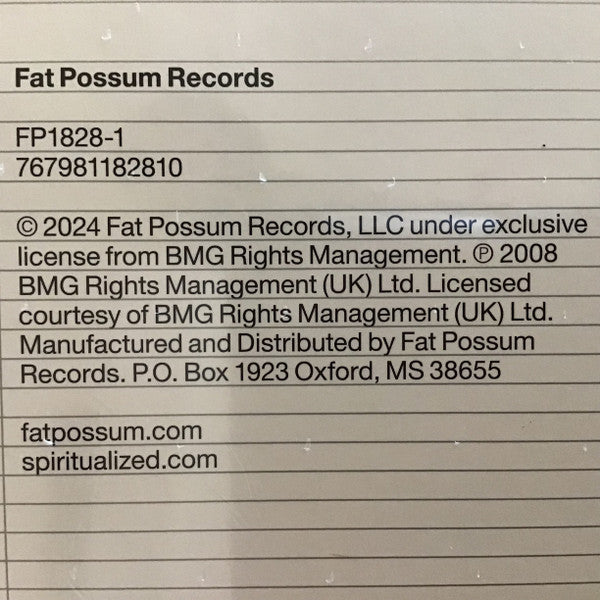 Fat Possum Records
FP1828-1
767981182810
© 2024 Fat Possum Records, LLC under exclusive
license from BMG Rights Management. ℗ 2008
BMG Rights Management (UK) Ltd. Licensed
courtesy of BMG Rights Management (UK) Ltd.
Manufactured and Distributed by Fat Possum
Records. P.O. Box 1923 Oxford, MS 38655
fatpossum.com
spiritualized.com